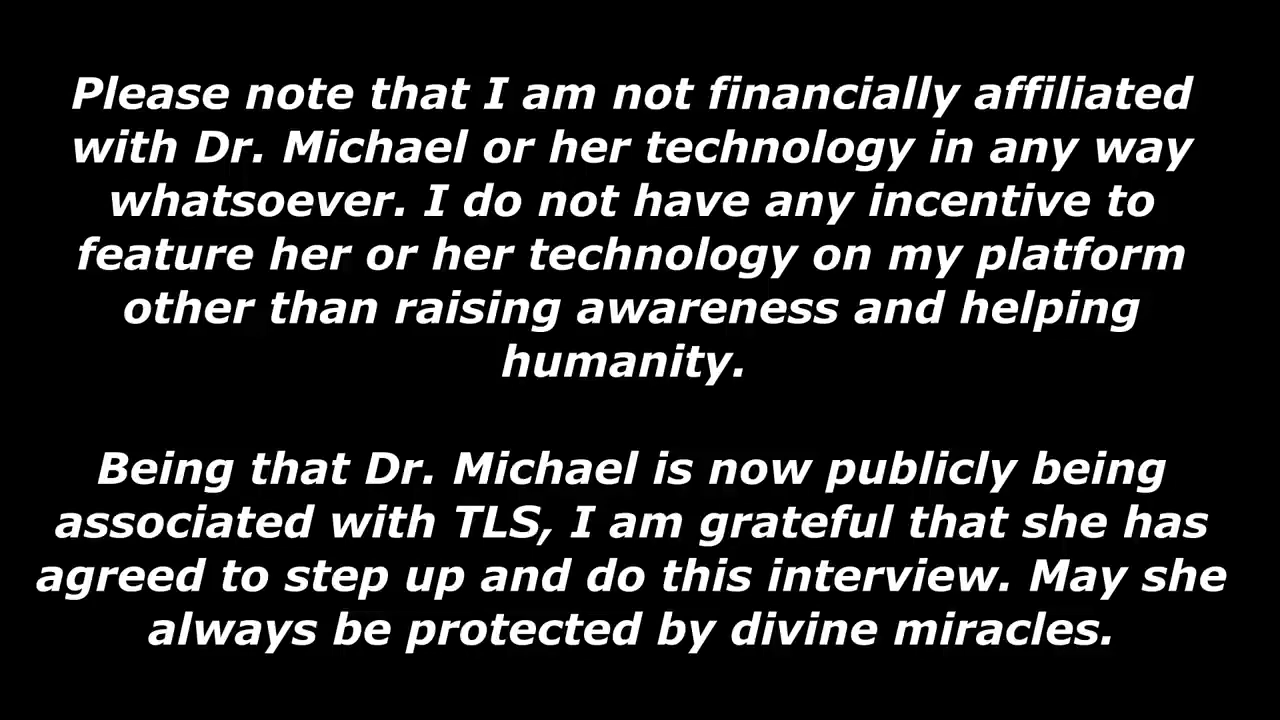 Please note that I am not financially affiliated
with Dr. Michael or her technology in any way
whatsoever. I do not have any incentive to
feature her or her technology on my platform
other than raising awareness and helping
humanity.
Being that Dr. Michael is now publicly being
associated with TLS, I am grateful that she has
agreed to step up and do this interview. May she
always be protected by divine miracles.